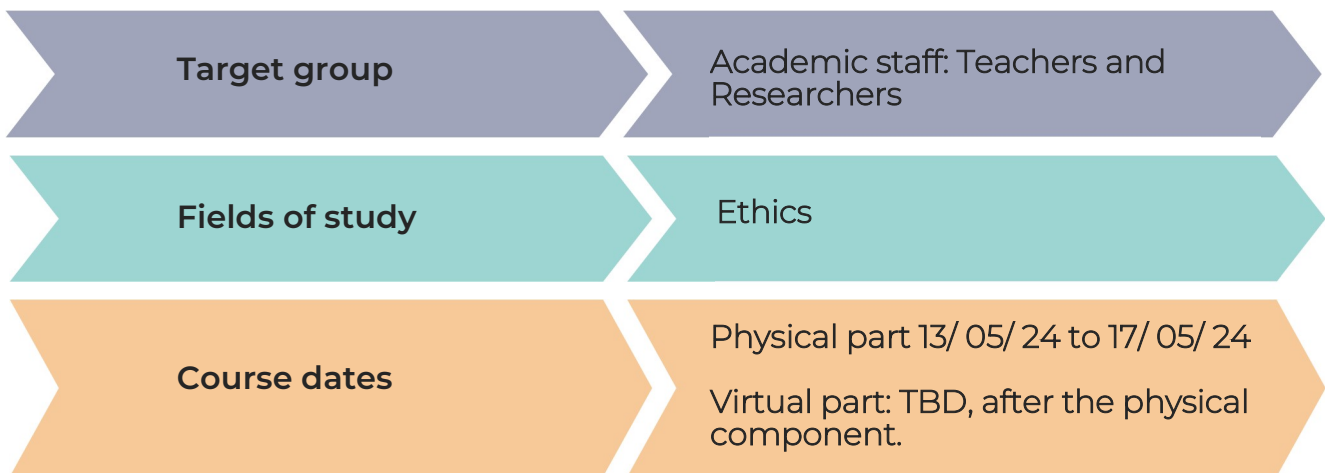 Target group
Academic staff: Teachers and
Researchers
Fields of study
Ethics
Course dates
Physical part 13/ 05/ 24 to 17/ 05/ 24
Virtual part: TBD, after the physical
component.